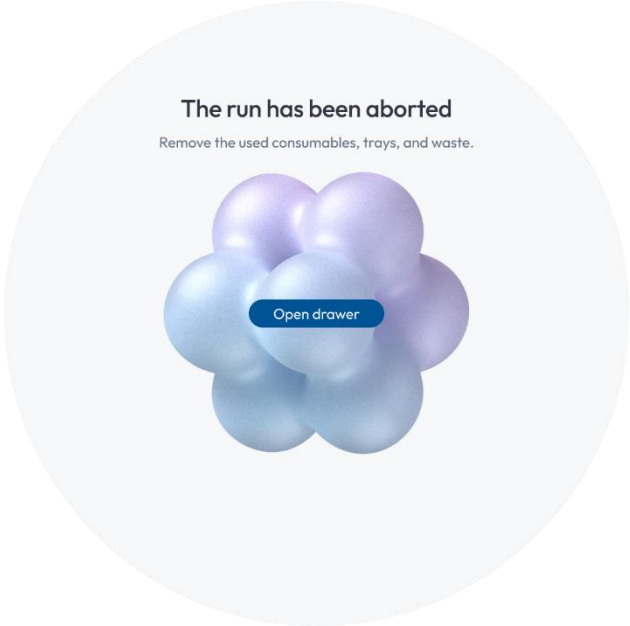 The run has been aborted
Remove the used consumables, trays, and waste.
Open drawer